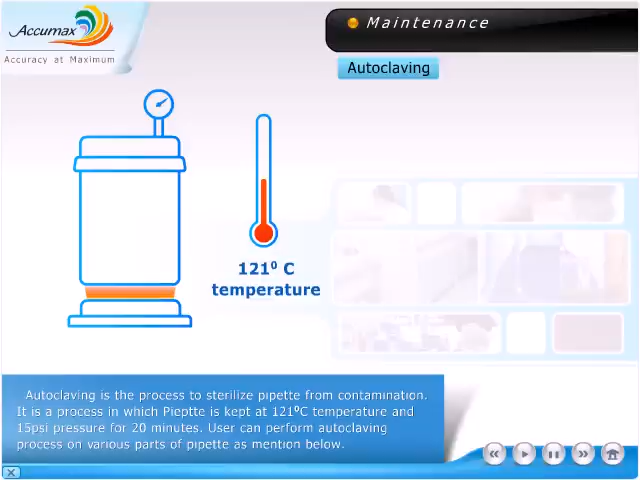 Accumax
Accuracy at Maximum
Maintenance
Autoclaving
121⁰ C
temperature
Autoclaving is the process to sterilize pipette from contamination.
It is a process in which Pieptte is kept at 121⁰C temperature and
15psi pressure for 20 minutes. User can perform autoclaving
process on various parts of pipette as mention below.